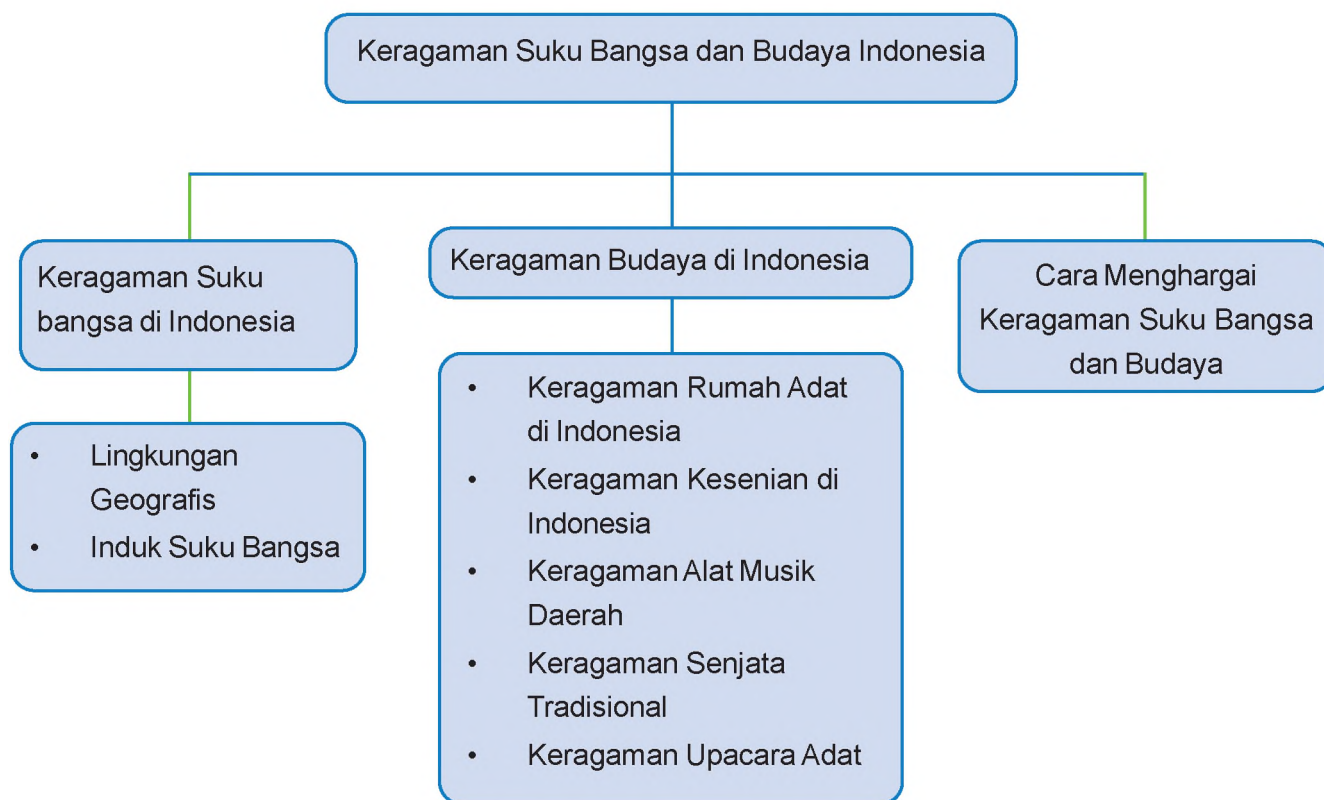 Keragaman Suku Bangsa dan Budaya Indonesia
Keragaman Suku
bangsa di Indonesia
• Lingkungan
Geografis
• Induk Suku Bangsa
Keragaman Budaya di Indonesia
• Keragaman Rumah Adat
di Indonesia
• Keragaman Kesenian di
Indonesia
• Keragaman Alat Musik
Daerah
• Keragaman Senjata
Tradisional
• Keragaman Upacara Adat
Cara Menghargai
Keragaman Suku Bangsa
dan Budaya